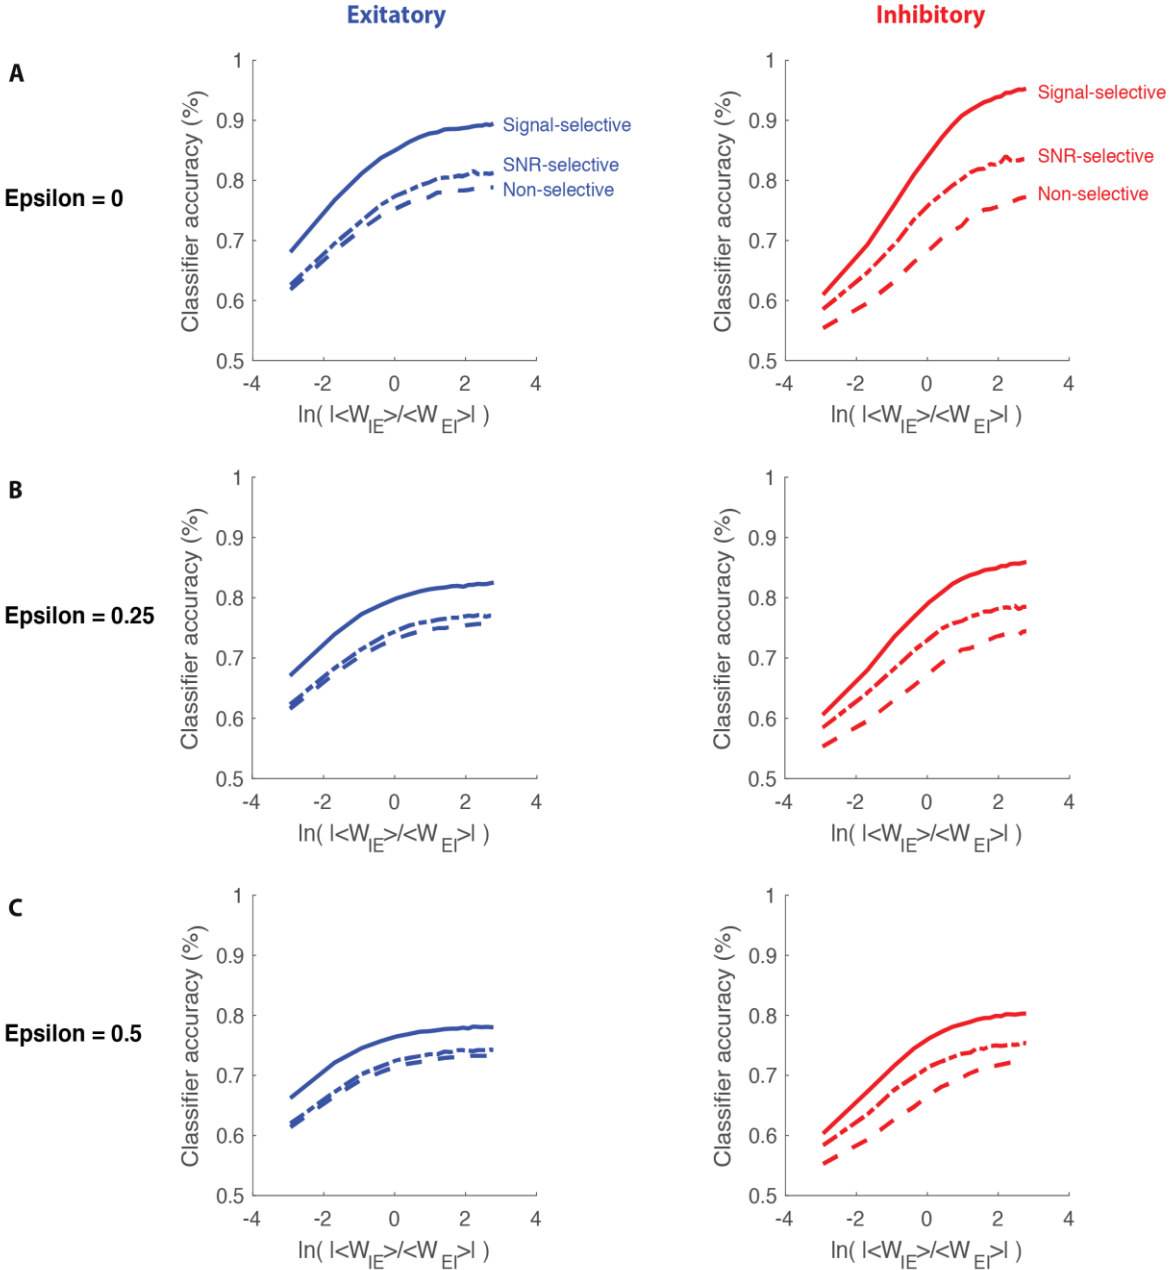 Exitatory
Inhibitory
A
Epsilon = 0
Classifier accuracy (%)
1
0.9
0.8
0.7
0.6
0.5
-4 -2 0 2 4
ln( |<W_IE>/<W_EI>| )
Signal-selective
SNR-selective
Non-selective
Classifier accuracy (%)
1
0.9
0.8
0.7
0.6
0.5
-4 -2 0 2 4
ln( |<W_IE>/<W_EI>| )
Signal-selective
SNR-selective
Non-selective
B
Epsilon = 0.25
Classifier accuracy (%)
1
0.9
0.8
0.7
0.6
0.5
-4 -2 0 2 4
ln( |<W_IE>/<W_EI>| )
Classifier accuracy (%)
1
0.9
0.8
0.7
0.6
0.5
-4 -2 0 2 4
ln( |<W_IE>/<W_EI>| )
C
Epsilon = 0.5
Classifier accuracy (%)
1
0.9
0.8
0.7
0.6
0.5
-4 -2 0 2 4
ln( |<W_IE>/<W_EI>| )
Classifier accuracy (%)
1
0.9
0.8
0.7
0.6
0.5
-4 -2 0 2 4
ln( |<W_IE>/<W_EI>| )